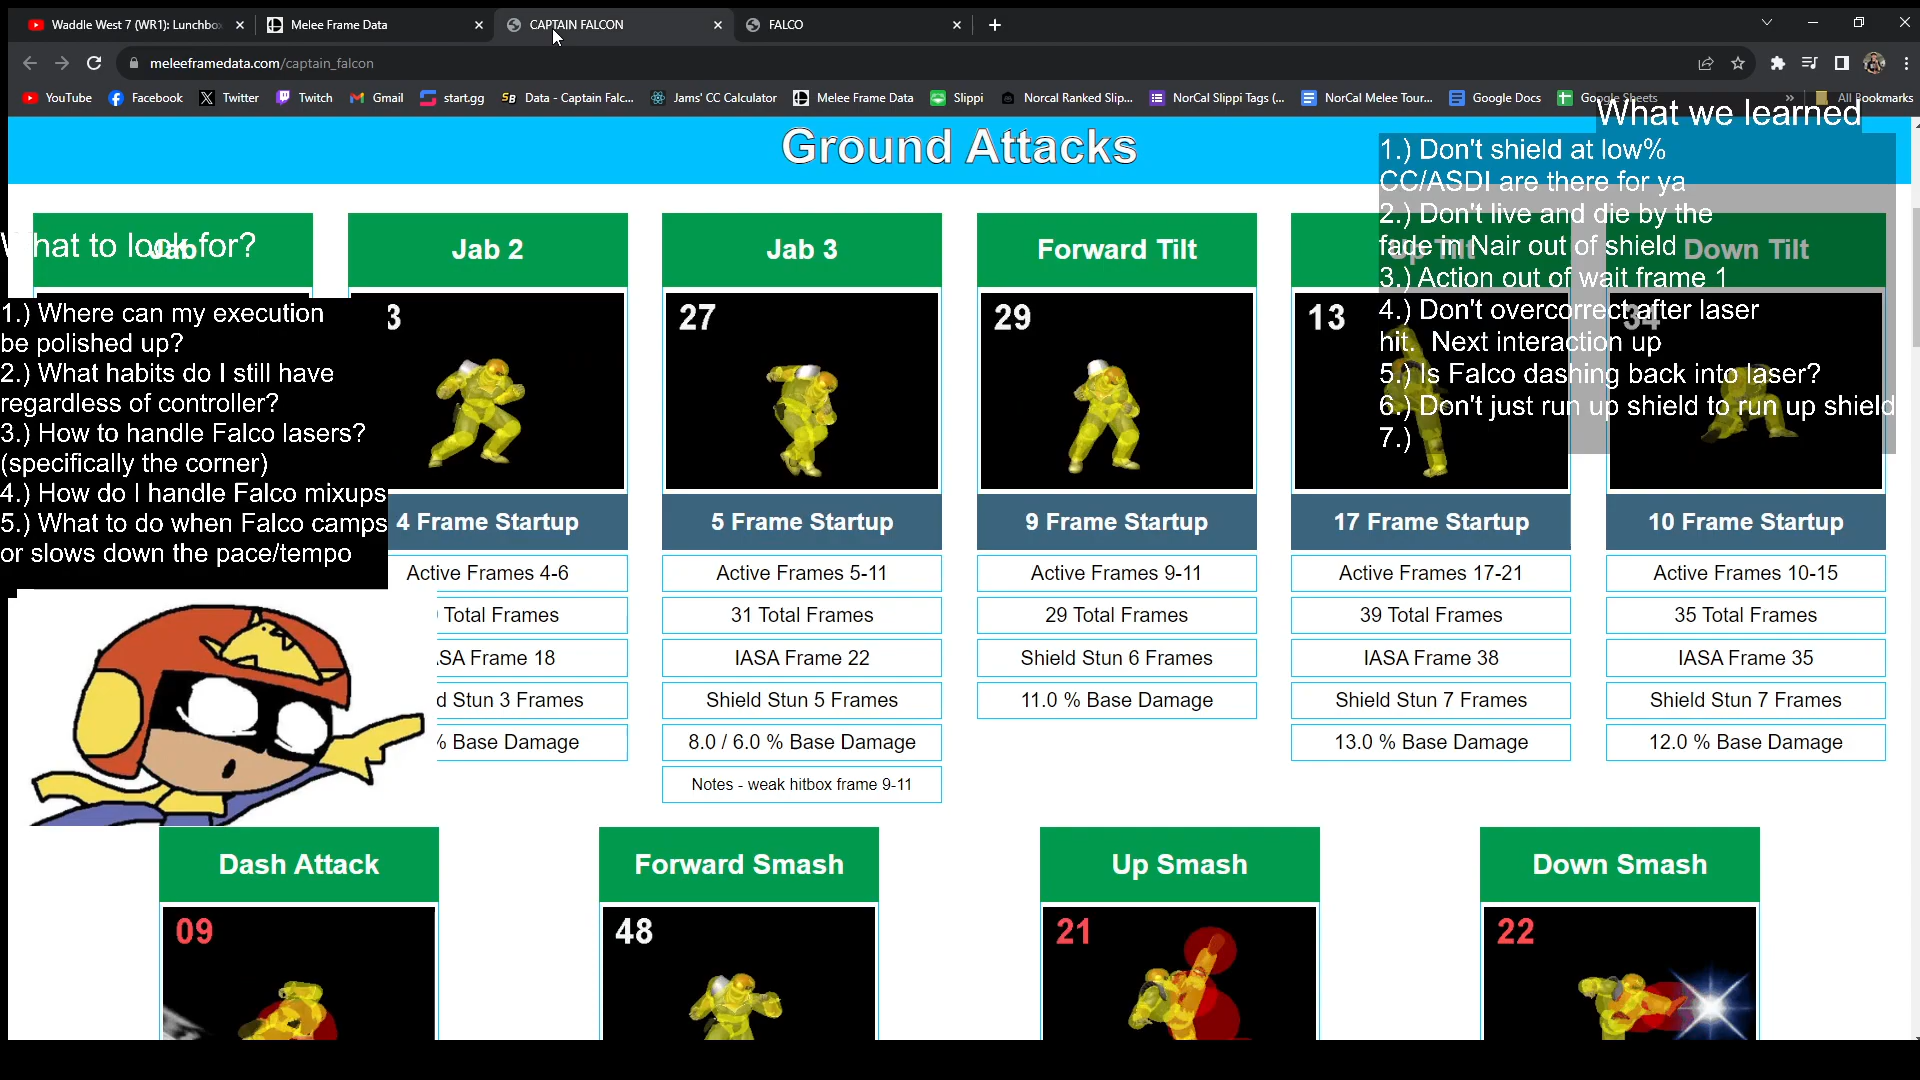 Waddle West 7 (WR1): Lunchbo
Melee Frame Data
CAPTAIN FALCON
FALCO
meleeframedata.com/captain_falcon
YouTube
Facebook
Twitter
Twitch
Gmail
start.gg
Data - Captain Falc...
Jams' CC Calculator
Melee Frame Data
Slippi
Norcal Ranked Slip...
NorCal Slippi Tags (...
NorCal Melee Tour...
Google Docs
Google Sheets
»
All Bookmarks
Ground Attacks
What we learned
1.) Don't shield at low%
CC/ASDI are there for ya
2.) Don't live and die by the
fade in Nair out of shield
3.) Action out of wait frame 1
4.) Don't overcorrect after laser
hit.  Next interaction up
5.) Is Falco dashing back into laser?
6.) Don't just run up shield to run up shield
7.)
What to look for?
1.) Where can my execution
be polished up?
2.) What habits do I still have
regardless of controller?
3.) How to handle Falco lasers?
(specifically the corner)
4.) How do I handle Falco mixups
5.) What to do when Falco camps
or slows down the pace/tempo
Jab
Jab 2
3
4 Frame Startup
Active Frames 4-6
Total Frames
SA Frame 18
d Stun 3 Frames
% Base Damage
Jab 3
27
5 Frame Startup
Active Frames 5-11
31 Total Frames
IASA Frame 22
Shield Stun 5 Frames
8.0 / 6.0 % Base Damage
Notes - weak hitbox frame 9-11
Forward Tilt
29
9 Frame Startup
Active Frames 9-11
29 Total Frames
Shield Stun 6 Frames
11.0 % Base Damage
Up Tilt
13
17 Frame Startup
Active Frames 17-21
39 Total Frames
IASA Frame 38
Shield Stun 7 Frames
13.0 % Base Damage
Down Tilt
34
10 Frame Startup
Active Frames 10-15
35 Total Frames
IASA Frame 35
Shield Stun 7 Frames
12.0 % Base Damage
Dash Attack
09
Forward Smash
48
Up Smash
21
Down Smash
22